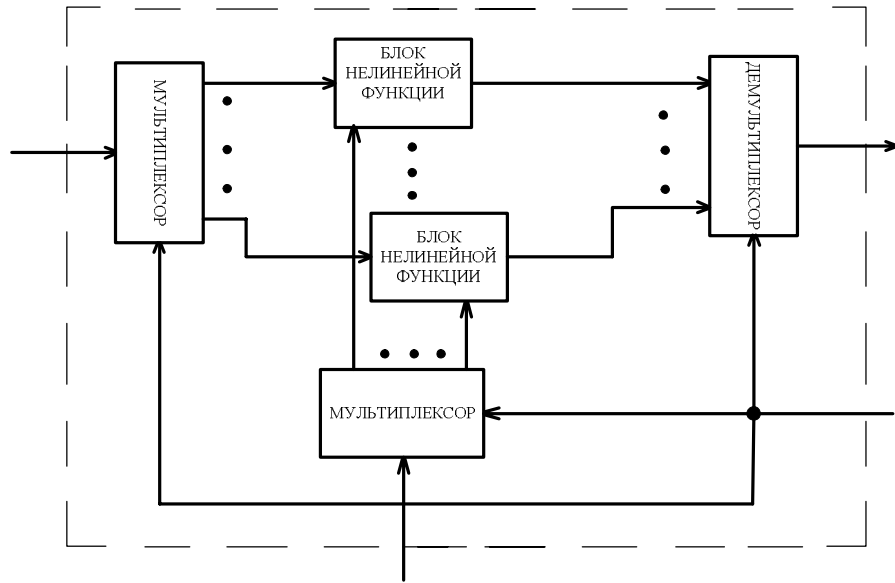 МУЛЬТИПЛЕКСОР
БЛОК
НЕЛИНЕЙНОЙ
ФУНКЦИИ
ДЕМУЛЬТИПЛЕКСОР
БЛОК
НЕЛИНЕЙНОЙ
ФУНКЦИИ
МУЛЬТИПЛЕКСОР